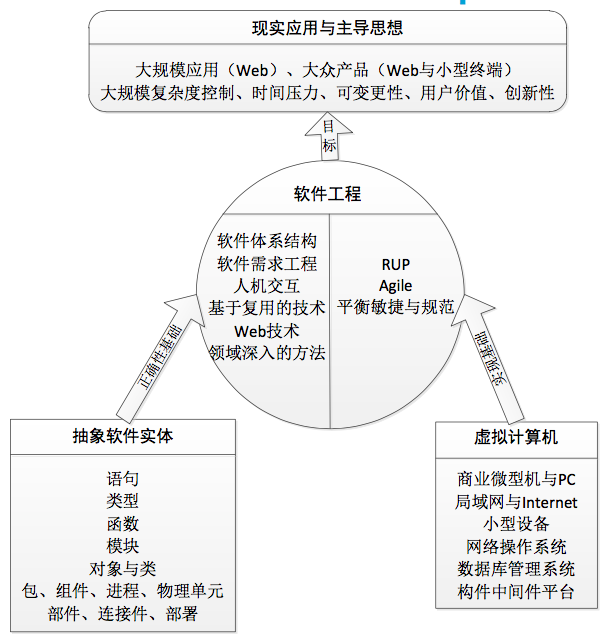 现实应用与主导思想
大规模应用（Web）、大众产品（Web与小型终端）
大规模复杂度控制、时间压力、可变更性、用户价值、创新性
目
标
软件工程
软件体系结构
软件需求工程
人机交互
基于复用的技术
Web技术
领域深入的方法
RUP
Agile
平衡敏捷与规范
正确性基础
实现基础
抽象软件实体
语句
类型
函数
模块
对象与类
包、组件、进程、物理单元
部件、连接件、部署
虚拟计算机
商业微型机与PC
局域网与Internet
小型设备
网络操作系统
数据库管理系统
构件中间件平台